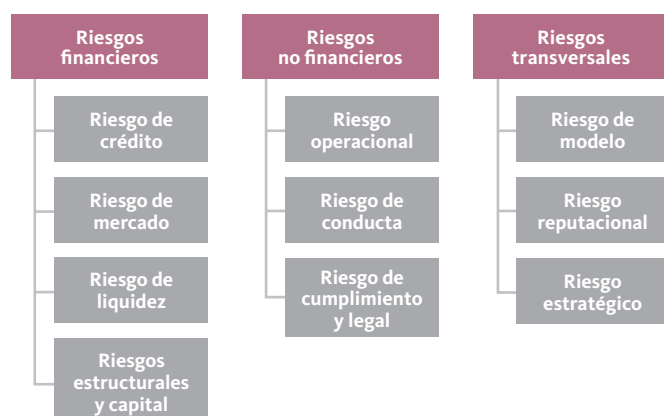 Riesgos
financieros
Riesgo de
crédito
Riesgo de
mercado
Riesgo de
liquidez
Riesgos
estructurales
y capital
Riesgos
no financieros
Riesgo
operacional
Riesgo de
conducta
Riesgo de
cumplimiento
y legal
Riesgos
transversales
Riesgo de
modelo
Riesgo
reputacional
Riesgo
estratégico